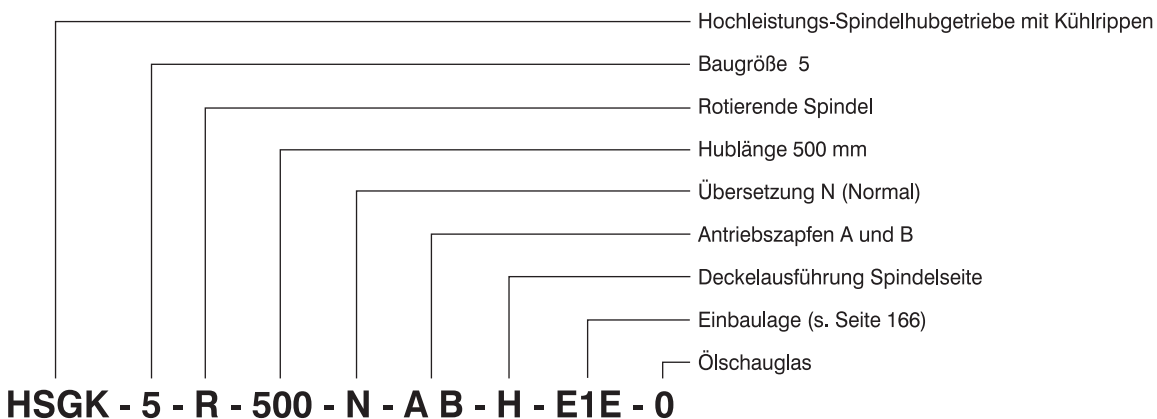 Hochleistungs-Spindelhubgetriebe mit Kühlrippen
Baugröße 5
Rotierende Spindel
Hublänge 500 mm
Übersetzung N (Normal)
Antriebszapfen A und B
Deckelausführung Spindelseite
Einbaulage (s. Seite 166)
Ölschauglas
HSGK - 5 - R - 500 - N - A B - H - E1E - 0